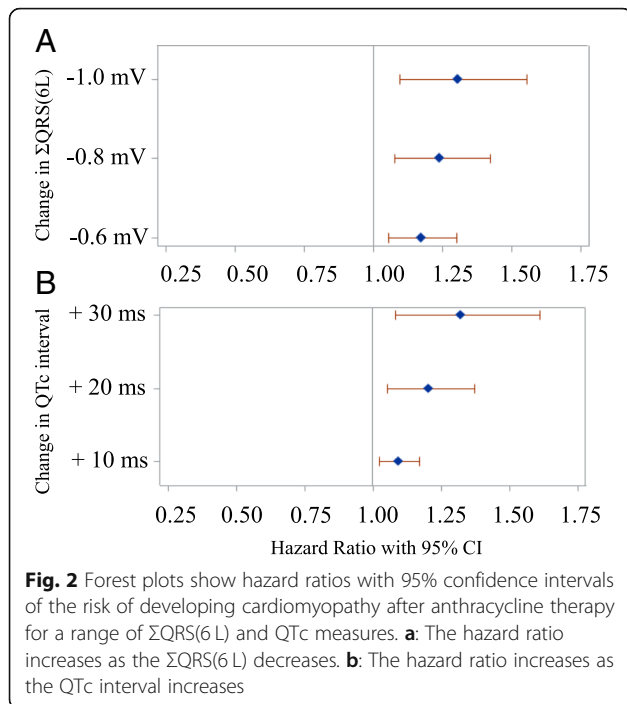 A
Change in ΣQRS(6L)
-1.0 mV
-0.8 mV
-0.6 mV
0.25 0.50 0.75 1.00 1.25 1.50 1.75
B
Change in QTc interval
+ 30 ms
+ 20 ms
+ 10 ms
0.25 0.50 0.75 1.00 1.25 1.50 1.75
Hazard Ratio with 95% CI
Fig. 2 Forest plots show hazard ratios with 95% confidence intervals
of the risk of developing cardiomyopathy after anthracycline therapy
for a range of ΣQRS(6 L) and QTc measures. a: The hazard ratio
increases as the ΣQRS(6 L) decreases. b: The hazard ratio increases as
the QTc interval increases